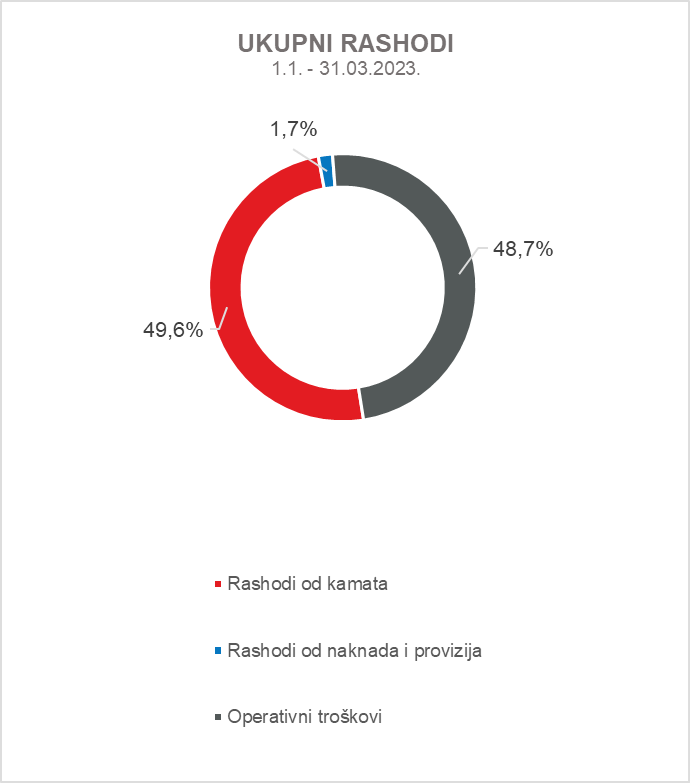 UKUPNI RASHODI
1.1. - 31.03.2023.
1,7%
48,7%
49,6%
Rashodi od kamata
Rashodi od naknada i provizija
Operativni troškovi